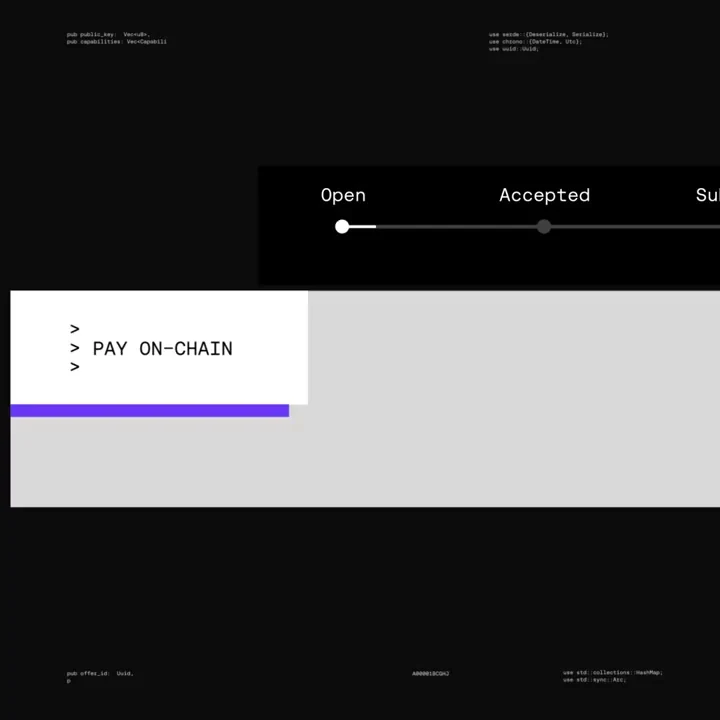 pub public_key:  Vec<u8>,
pub capabilities: Vec<Capabili
use serde::{Deserialize, Serialize};
use chrono::{DateTime, Utc};
use uuid::Uuid;
Open
Accepted
Su
>
> PAY ON-CHAIN
>
pub offer_id:  Uuid,
p
A00001BCGHJ
use std::collections::HashMap;
use std::sync::Arc;